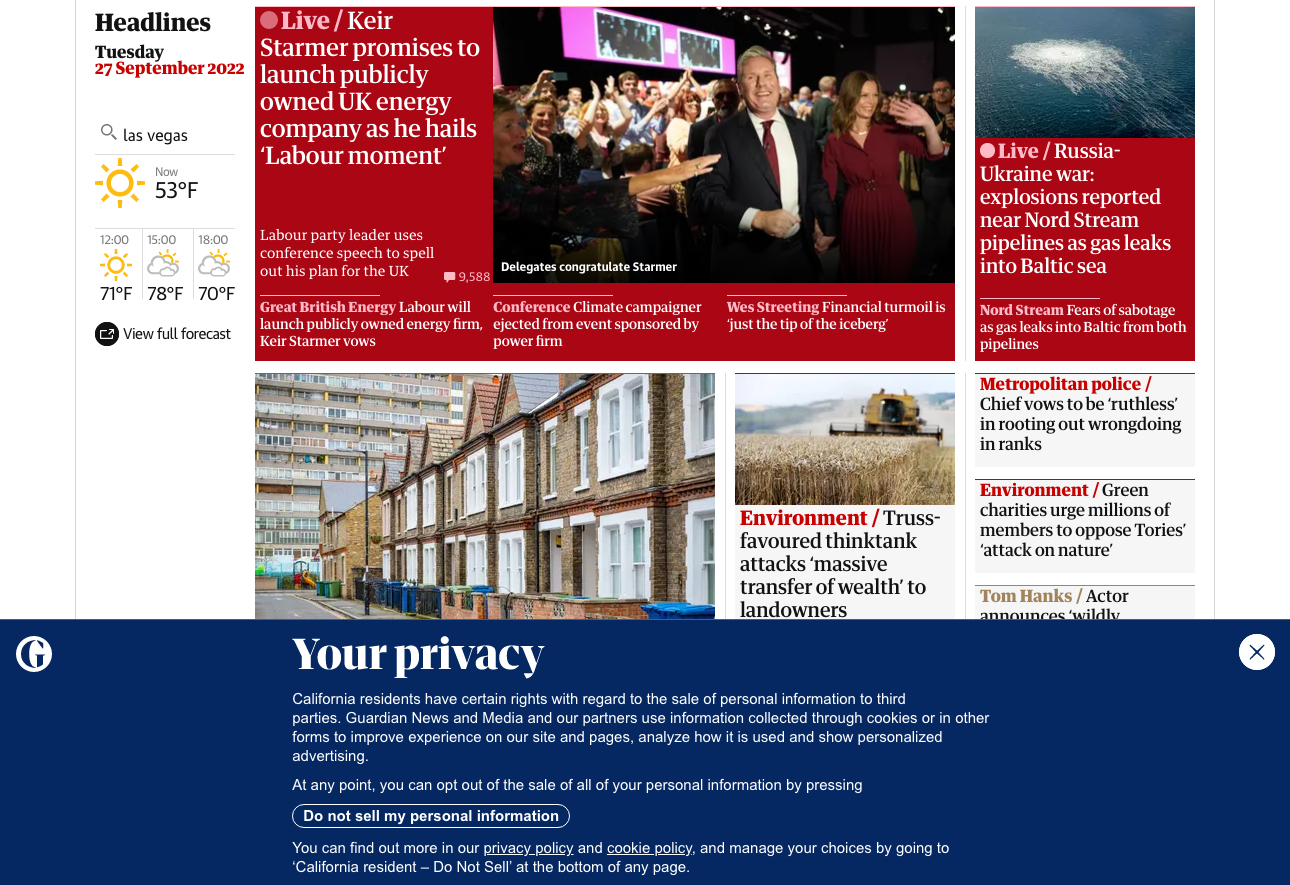 Headlines
Tuesday
27 September 2022
las vegas
Now
53°F
12:00
71°F
15:00
78°F
18:00
70°F
View full forecast
Live / Keir
Starmer promises to
launch publicly
owned UK energy
company as he hails
‘Labour moment’
Labour party leader uses
conference speech to spell
out his plan for the UK
9,588
Delegates congratulate Starmer
Great British Energy Labour will
launch publicly owned energy firm,
Keir Starmer vows
Conference Climate campaigner
ejected from event sponsored by
power firm
Wes Streeting Financial turmoil is
‘just the tip of the iceberg’
Live / Russia-
Ukraine war:
explosions reported
near Nord Stream
pipelines as gas leaks
into Baltic sea
Nord Stream Fears of sabotage
as gas leaks into Baltic from both
pipelines
Environment / Truss-
favoured thinktank
attacks ‘massive
transfer of wealth’ to
landowners
Metropolitan police /
Chief vows to be ‘ruthless’
in rooting out wrongdoing
in ranks
Environment / Green
charities urge millions of
members to oppose Tories’
‘attack on nature’
Tom Hanks / Actor
announces ‘wildly
G
Your privacy
California residents have certain rights with regard to the sale of personal information to third
parties. Guardian News and Media and our partners use information collected through cookies or in other
forms to improve experience on our site and pages, analyze how it is used and show personalized
advertising.
At any point, you can opt out of the sale of all of your personal information by pressing
Do not sell my personal information
You can find out more in our privacy policy and cookie policy, and manage your choices by going to
‘California resident – Do Not Sell’ at the bottom of any page.